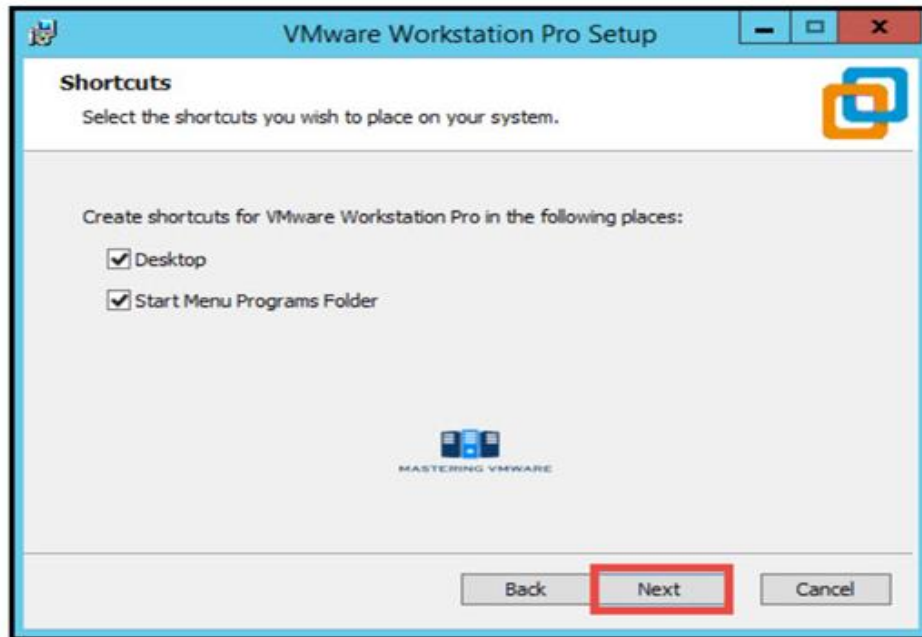 VMware Workstation Pro Setup
Shortcuts
Select the shortcuts you wish to place on your system.
Create shortcuts for VMware Workstation Pro in the following places:
Desktop
Start Menu Programs Folder
MASTERING VMWARE
Back Next Cancel